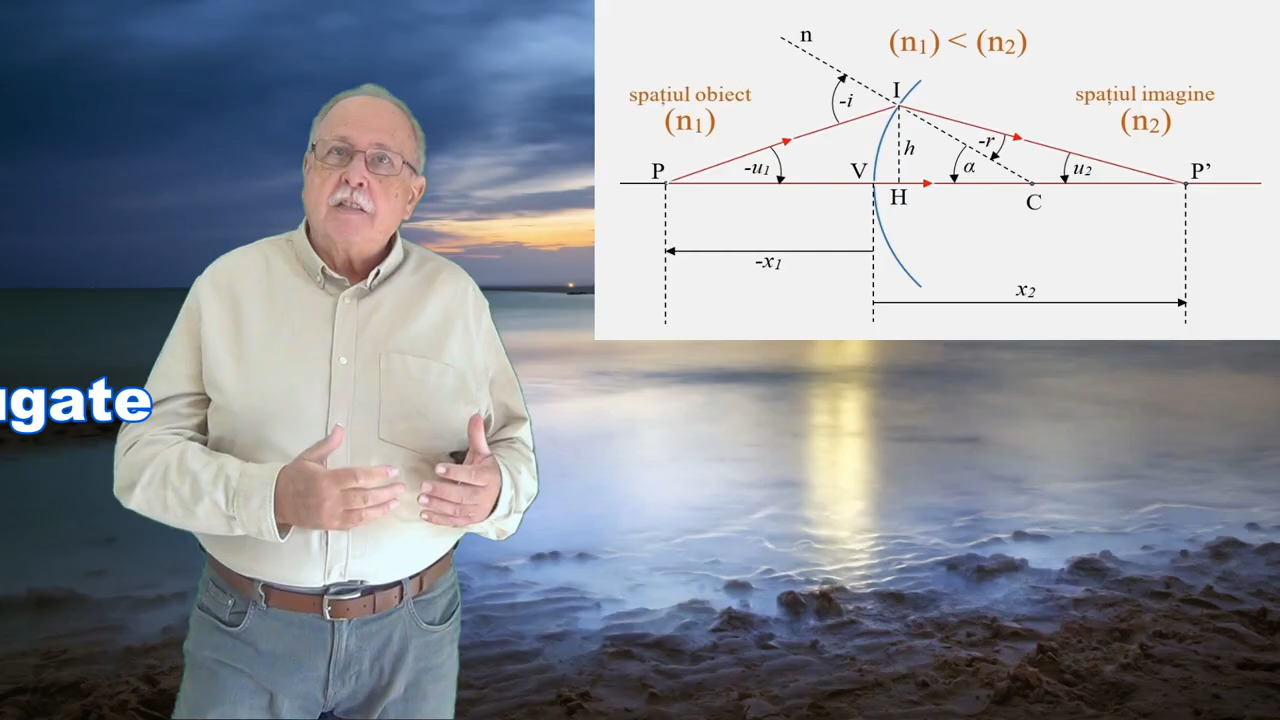 n
(n₁) < (n₂)
spațiul obiect
(n₁)
spațiul imagine
(n₂)
I
-i
h
-r
α
-u₁
u₂
P
V
H
C
P’
-x₁
x₂
ugate